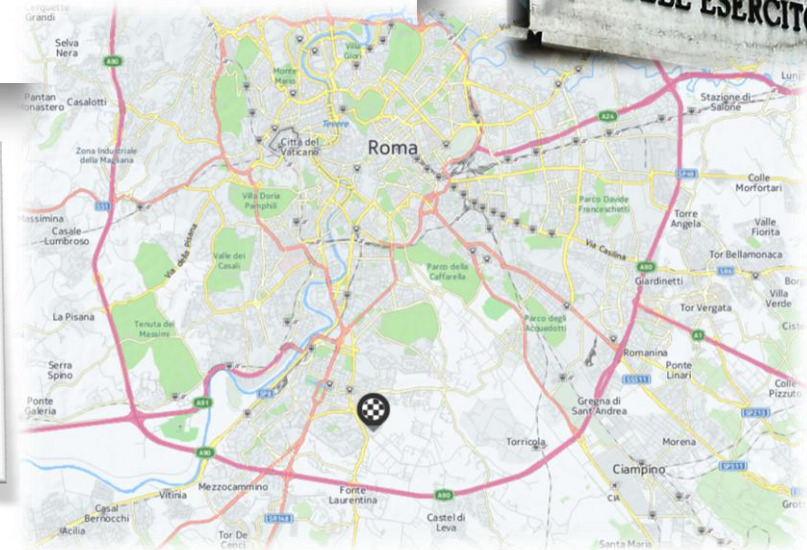 ESERCITO
Cerquette
Grandi
Selva
Nera
A90
Villa
Glori
Monte
Mario
Pantan
Monastero
Casalotti
Tevere
Città del
Vaticano
Roma
A24
Stazione di
Salone
Zona Industriale
della Magliana
Villa Doria
Pamphili
Parco Davide
Franceschetti
Colle
Morfortari
SS1
Massimina
Casale
Lumbroso
Via della Pisana
Valle dei
Casali
Parco della
Caffarella
Via Casilina
Torre
Angela
Valle
Fiorita
Tor Bellamonaca
A90
Giardinetti
Villa
Verde
La Pisana
Tenuta dei
Massimi
Parco degli
Acquedotti
Tor Vergata
A1
Serra
Spino
Romanina
Ponte
Linari
Ponte
Galeria
A91
Gregna di
Sant'Andrea
Colle
Pizzuto
Torricola
Morena
A90
Ciampino
Vitinia
Mezzocammino
Fonte
Laurentina
A90
CIA
Casal
Bernocchi
Acilia
Castel di
Leva
Tor De
Cenci
Santa Maria